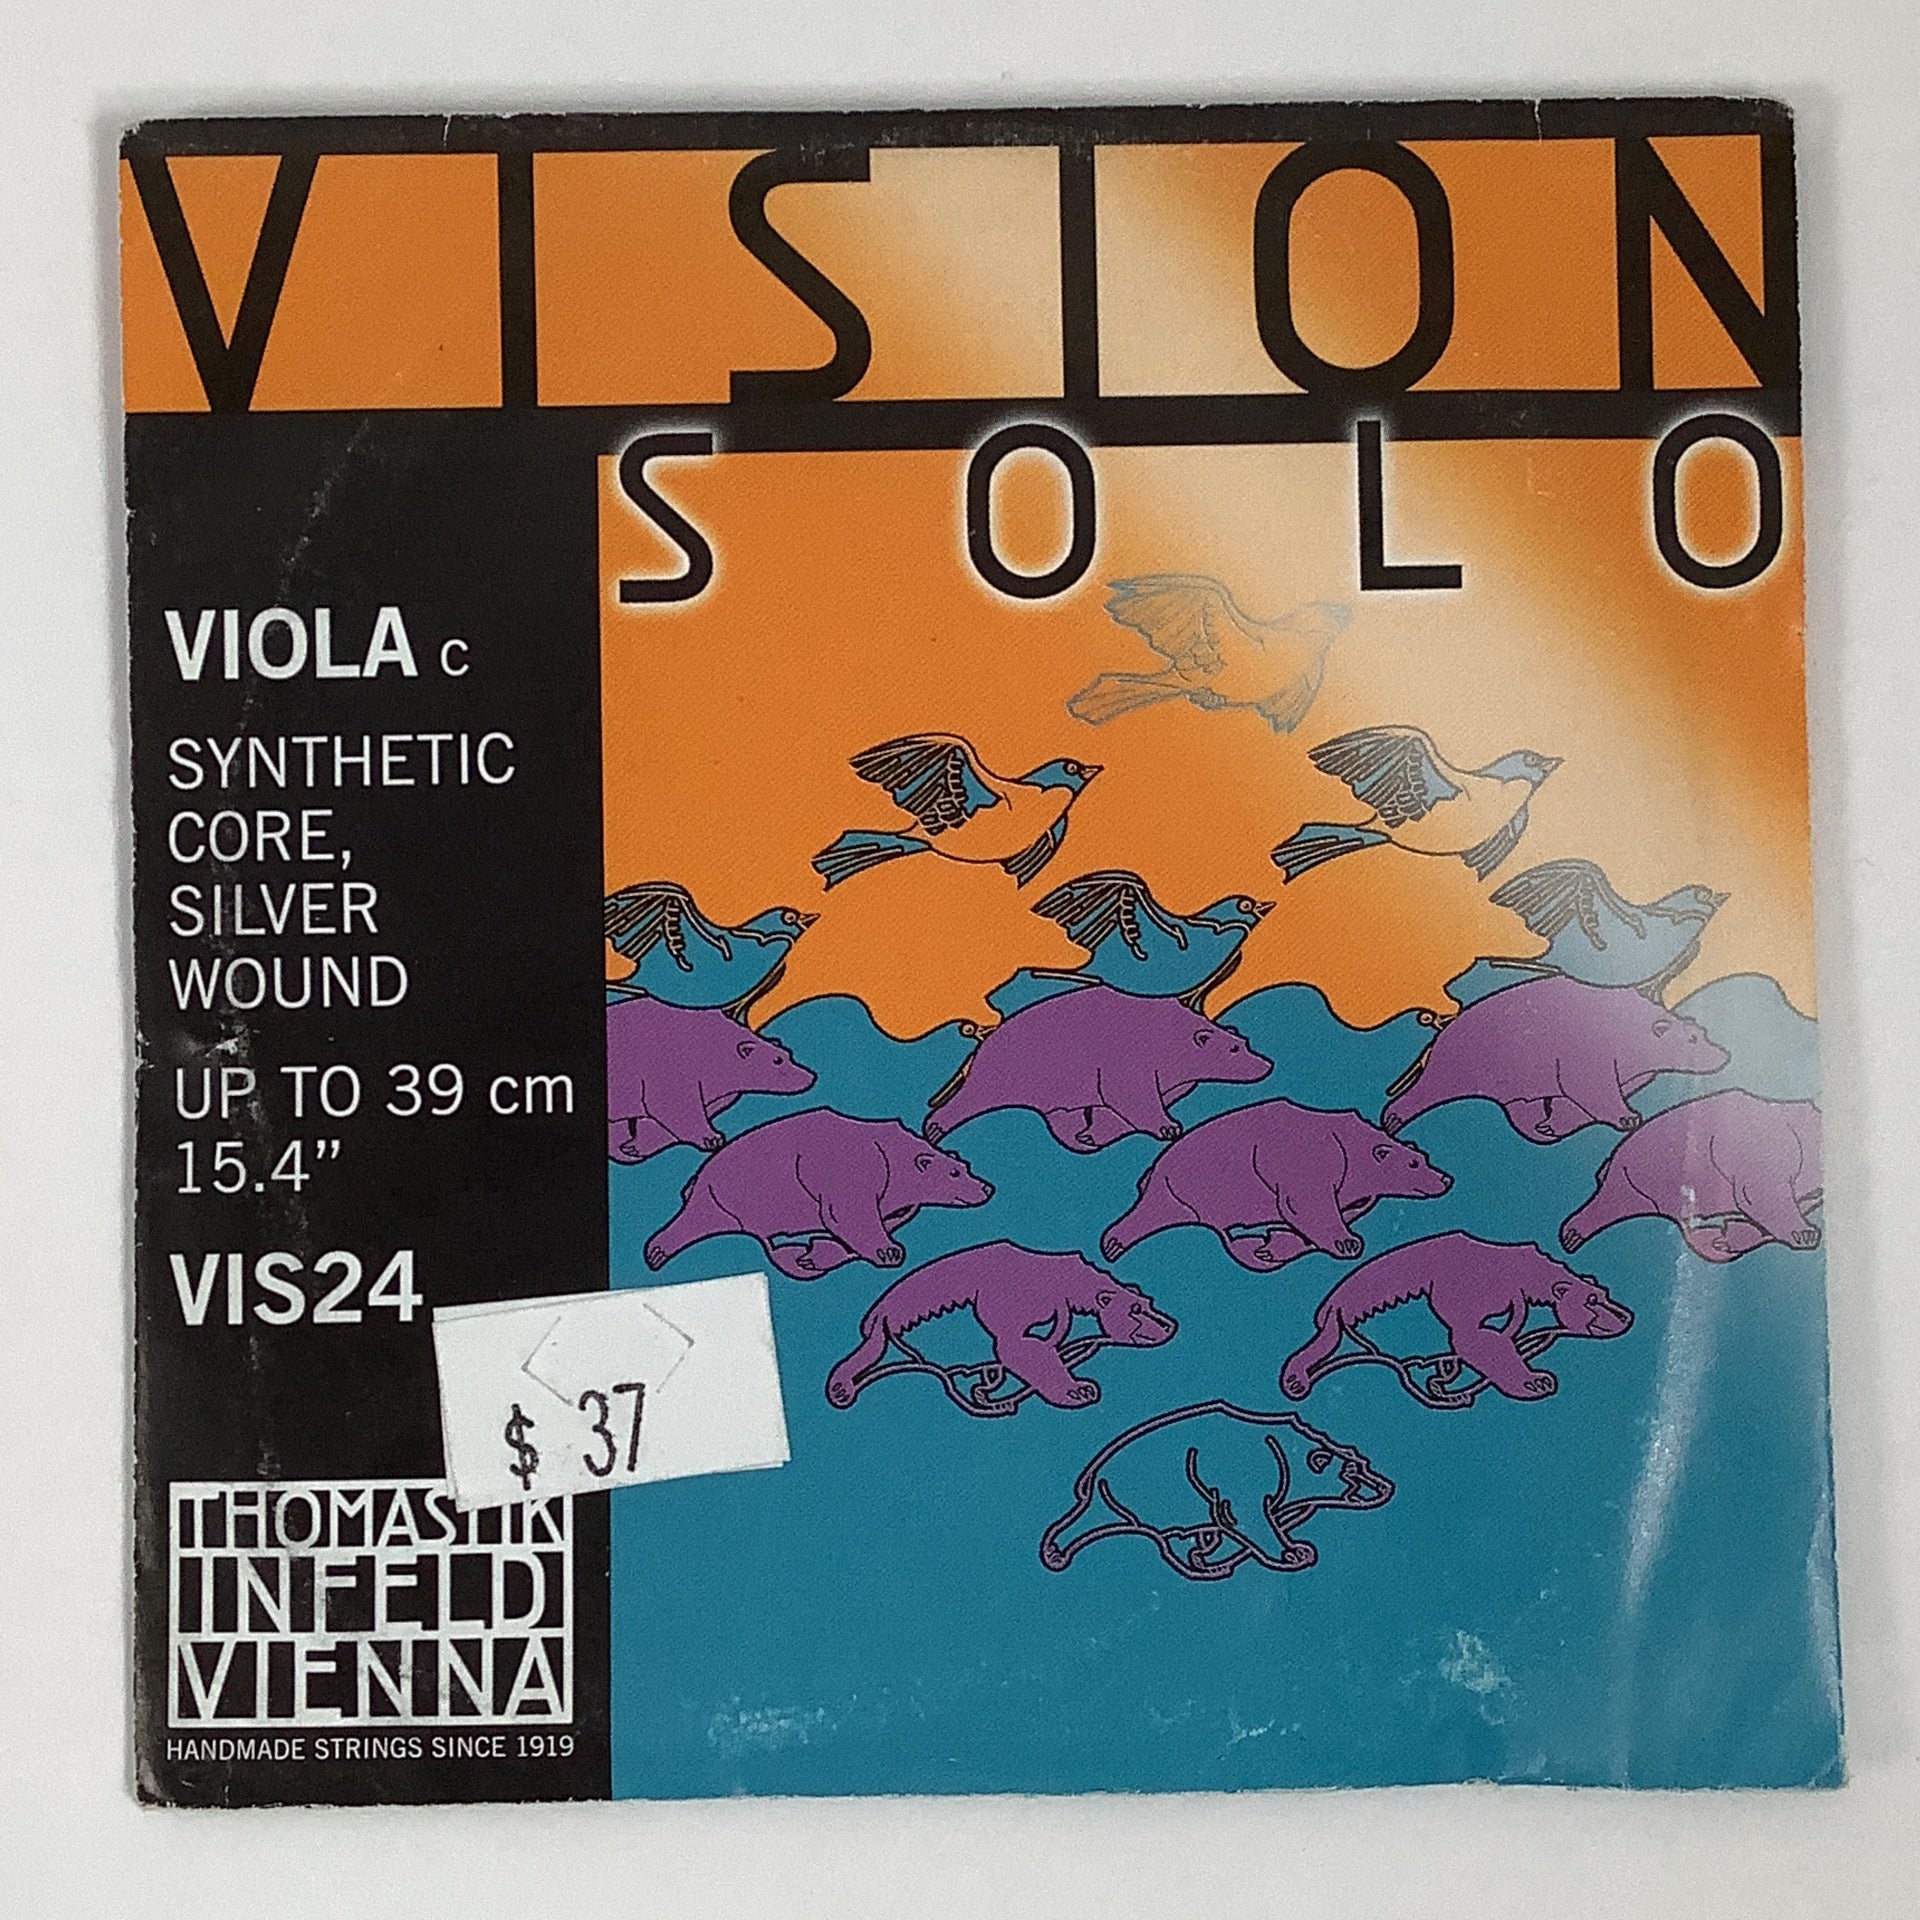 VISION
SOLO
VIOLA C
SYNTHETIC
CORE,
SILVER
WOUND
UP TO 39 cm
15.4”
VIS24
$ 37
THOMASTIK
INFELD
VIENNA
HANDMADE STRINGS SINCE 1919